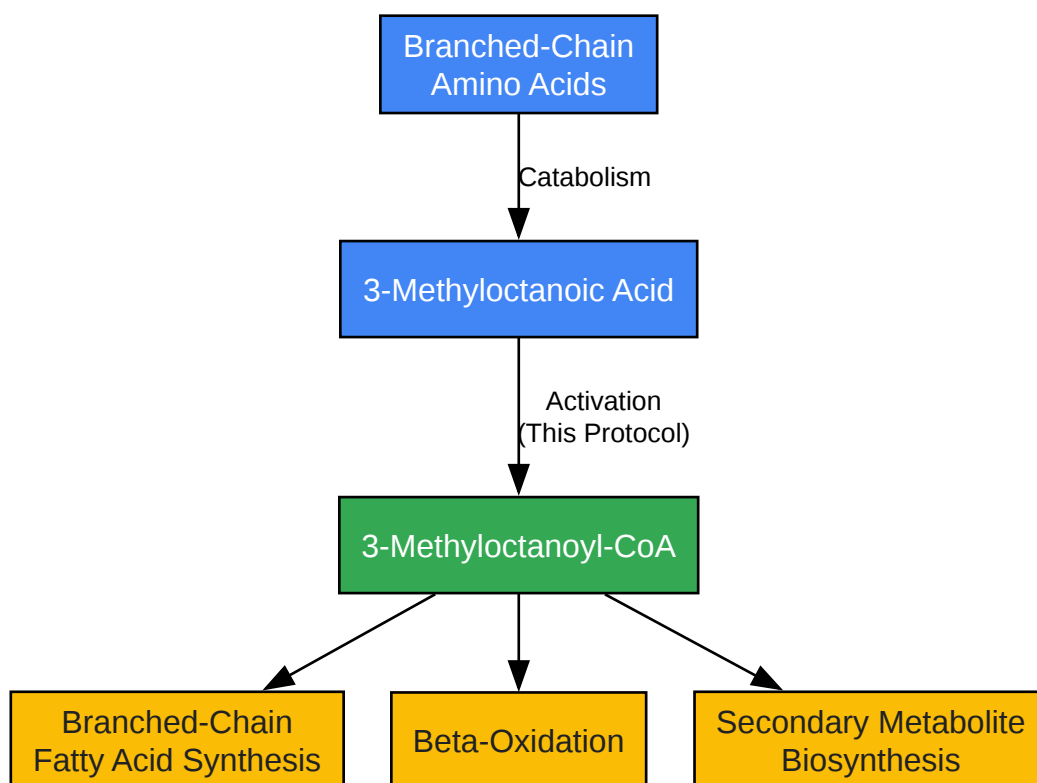 Branched-Chain
Amino Acids
Catabolism
3-Methyloctanoic Acid
Activation
(This Protocol)
3-Methyloctanoyl-CoA
Branched-Chain
Fatty Acid Synthesis
Beta-Oxidation
Secondary Metabolite
Biosynthesis